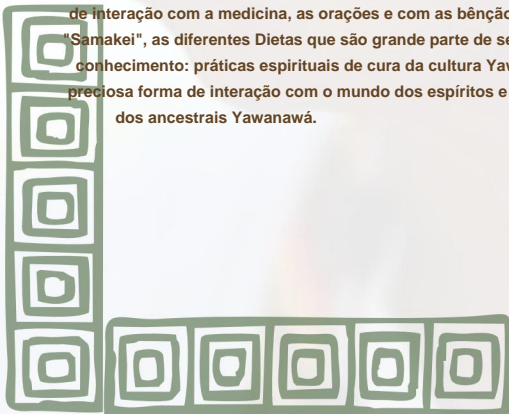 de interação com a medicina, as orações e com as bênção
"Samakei", as diferentes Dietas que são grande parte de se
conhecimento: práticas espirituais de cura da cultura Yaw
preciosa forma de interação com o mundo dos espíritos e
dos ancestrais Yawanawá.